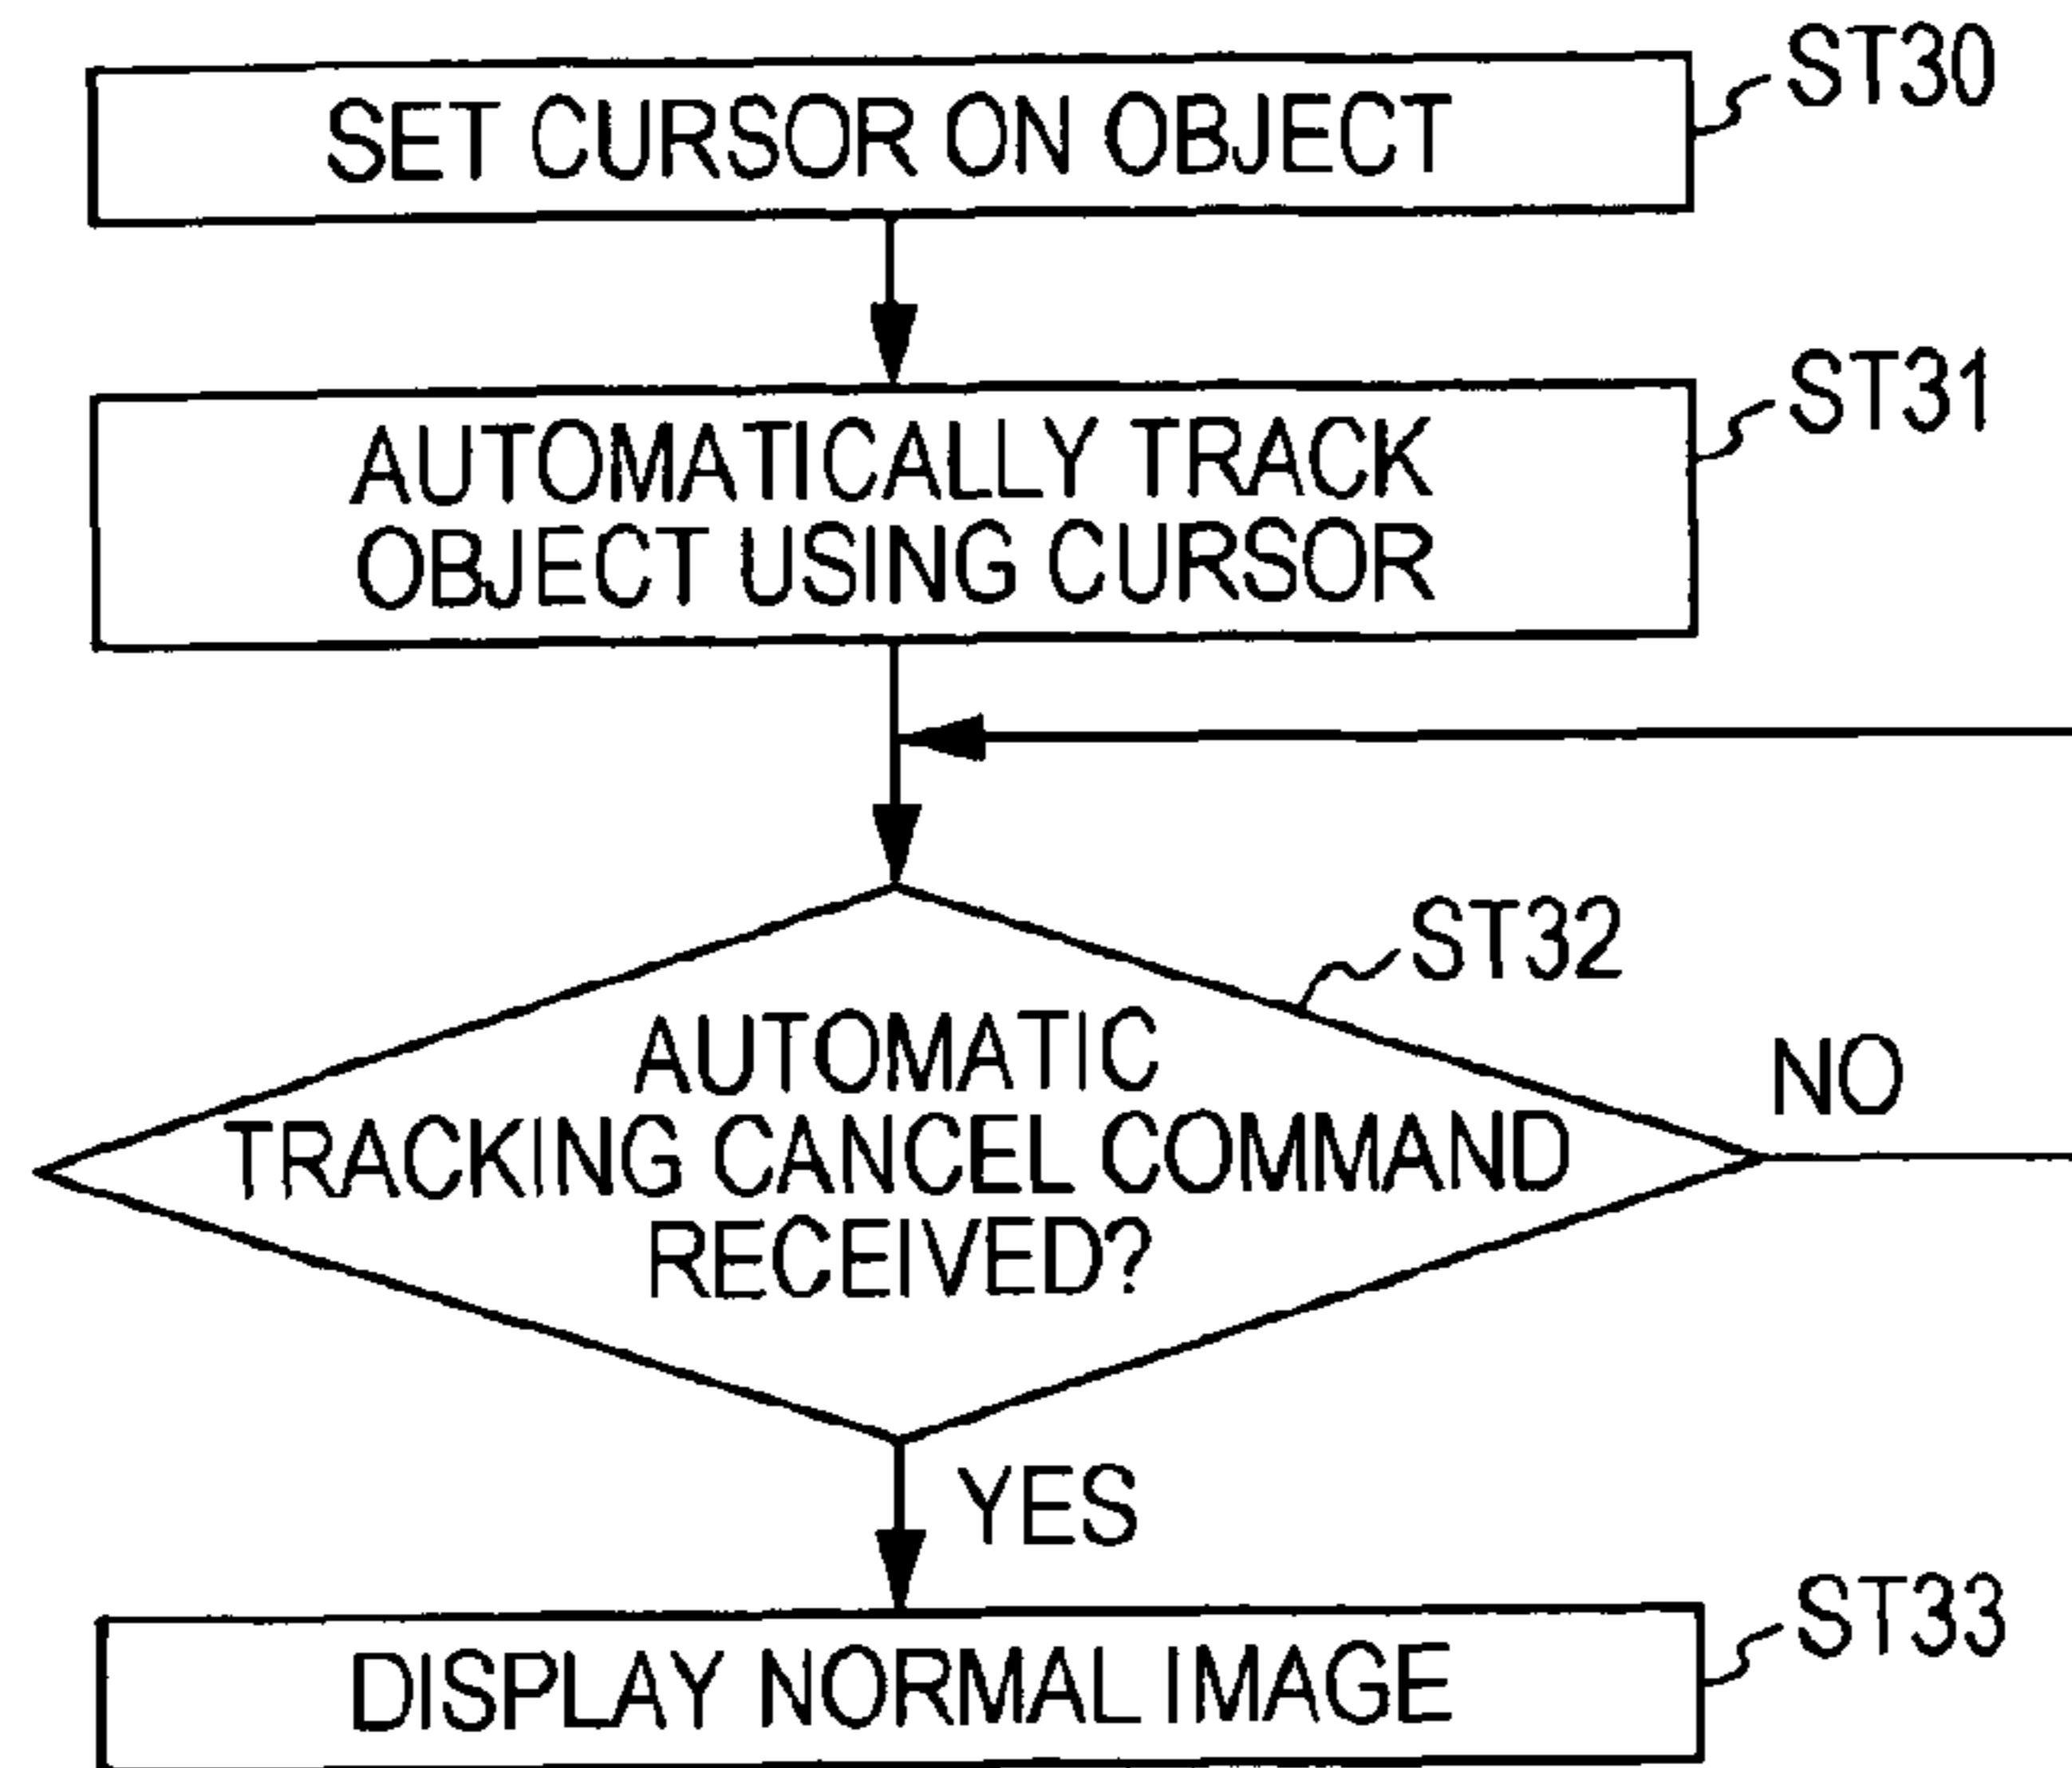 SET CURSOR ON OBJECT
ST30
AUTOMATICALLY TRACK
OBJECT USING CURSOR
ST31
ST32
AUTOMATIC
TRACKING CANCEL COMMAND
RECEIVED?
NO
YES
DISPLAY NORMAL IMAGE
ST33